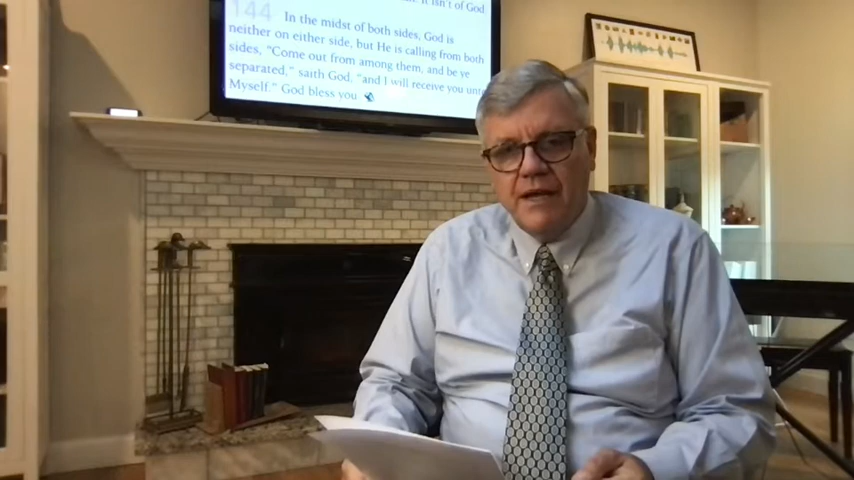 It isn't of God,
144 In the midst of both sides, God is
neither on either side, but He is calling from both
sides, "Come out from among them, and be ye
separated," saith God, "and I will receive you unto
Myself." God bless you